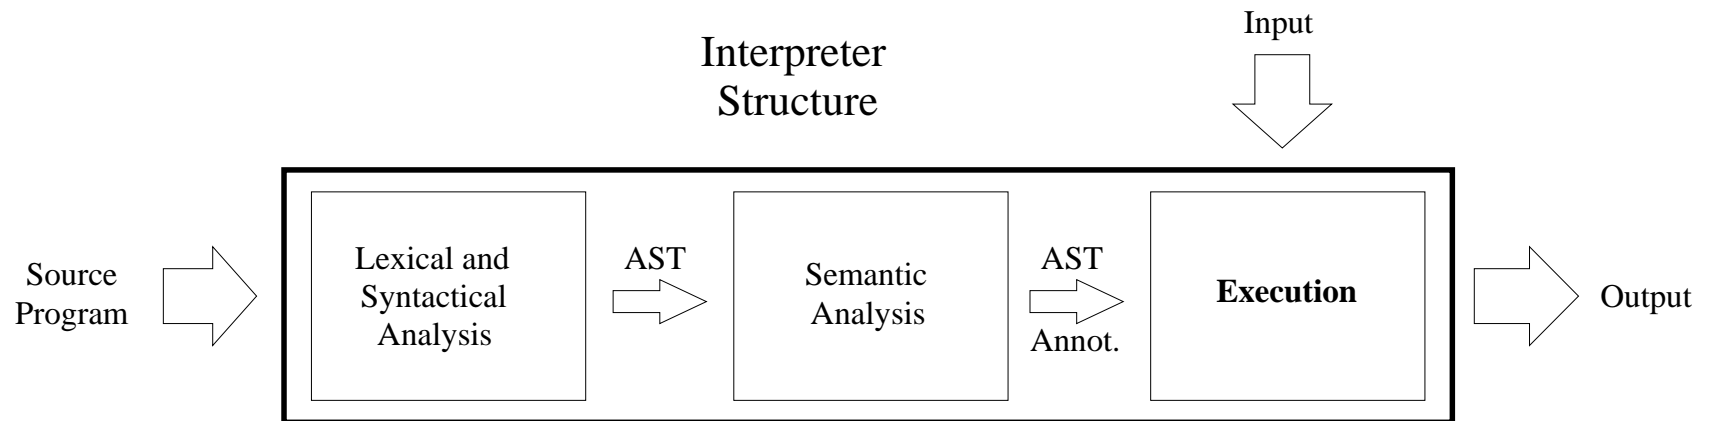 Interpreter
Structure
Input
Source
Program
Lexical and
Syntactical
Analysis
AST
Semantic
Analysis
AST
Annot.
Execution
Output